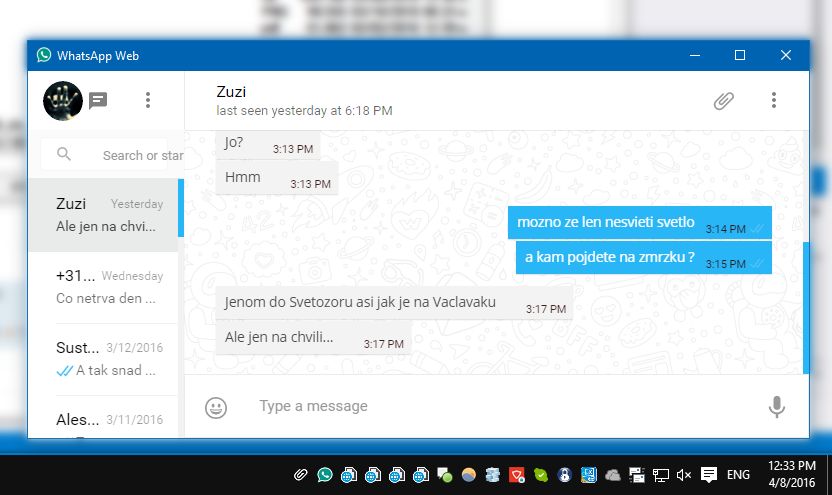 WhatsApp Web
Zuzi
last seen yesterday at 6:18 PM
Search or star
Zuzi Yesterday
Ale jen na chvi...
+31... Wednesday
Co netrva den ...
Sust... 3/12/2016
A tak snad ...
Ales... 3/11/2016
Jo? 3:13 PM
Hmm 3:13 PM
mozno ze len nesvieti svetlo 3:14 PM
a kam pojdete na zmrzku ? 3:15 PM
Jenom do Svetozoru asi jak je na Vaclavaku 3:17 PM
Ale jen na chvili... 3:17 PM
Type a message
ENG
12:33 PM
4/8/2016